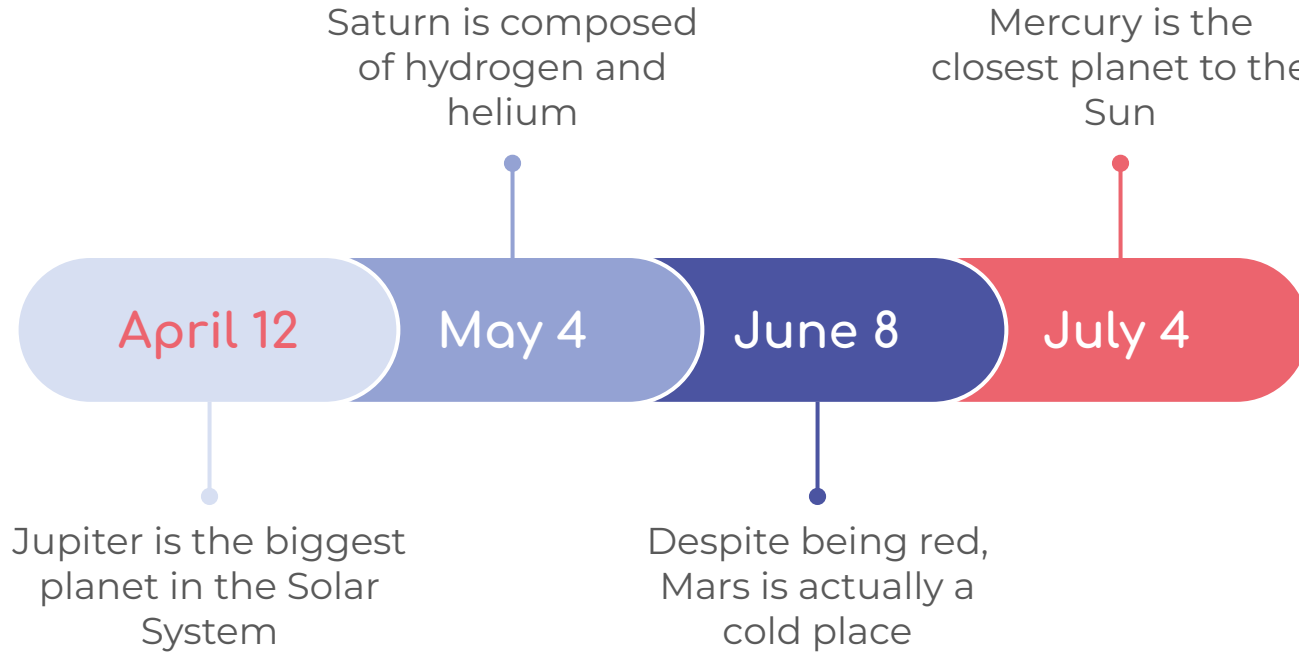 Saturn is composed
of hydrogen and
helium
Mercury is the
closest planet to the
Sun
April 12
May 4
June 8
July 4
Jupiter is the biggest
planet in the Solar
System
Despite being red,
Mars is actually a
cold place